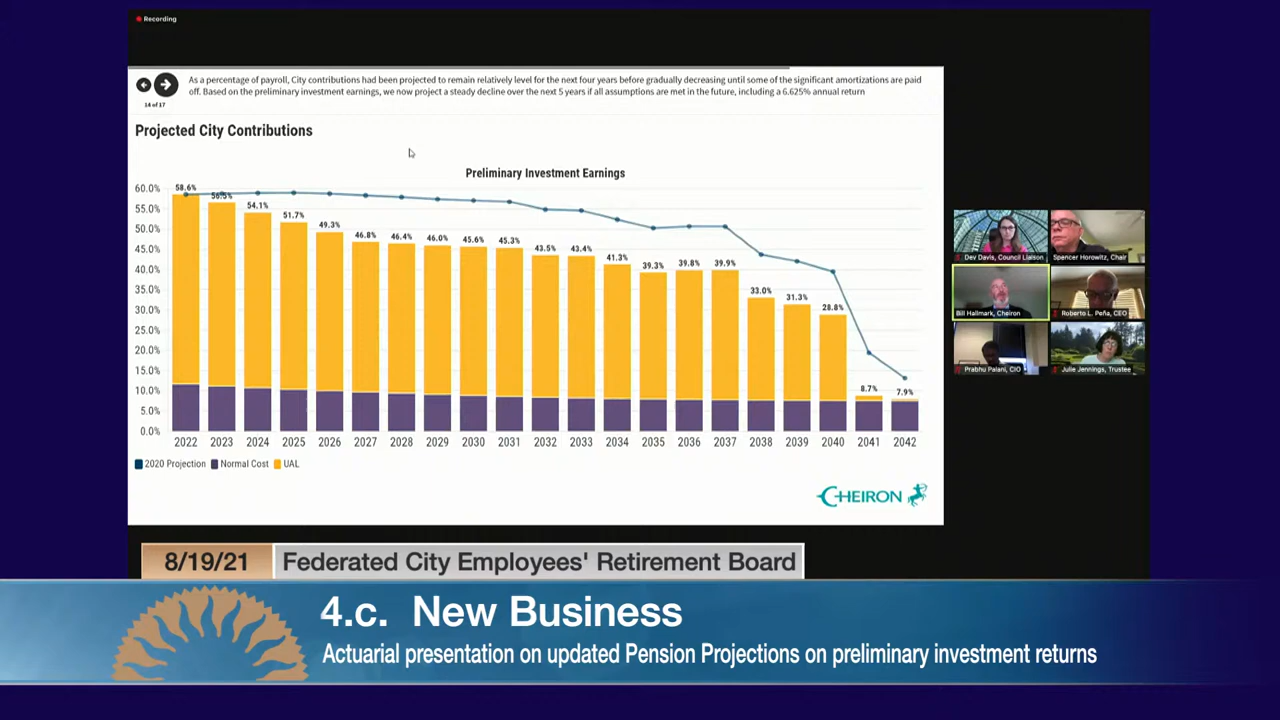 Recording
As a percentage of payroll, City contributions had been projected to remain relatively level for the next four years before gradually decreasing until some of the significant amortizations are paid
off. Based on the preliminary investment earnings, we now project a steady decline over the next 5 years if all assumptions are met in the future, including a 6.625% annual return
14 of 17
Projected City Contributions
Preliminary Investment Earnings
60.0%
55.0%
50.0%
45.0%
40.0%
35.0%
30.0%
25.0%
20.0%
15.0%
10.0%
5.0%
0.0%
58.6% 56.5% 54.1% 51.7% 49.3% 46.8% 46.4% 46.0% 45.6% 45.3% 43.5% 43.4% 41.3% 39.3% 39.8% 39.9% 33.0% 31.3% 28.8% 8.7% 7.9%
2022 2023 2024 2025 2026 2027 2028 2029 2030 2031 2032 2033 2034 2035 2036 2037 2038 2039 2040 2041 2042
2020 Projection Normal Cost UAL
CHEIRON
Dev Davis, Council Liaison Spencer Horowitz, Chair
Bill Hallmark, Cheiron Roberto L. Peña, CEO
Prabhu Palani, CIO Julie Jennings, Trustee
8/19/21 Federated City Employees' Retirement Board
4.c. New Business
Actuarial presentation on updated Pension Projections on preliminary investment returns